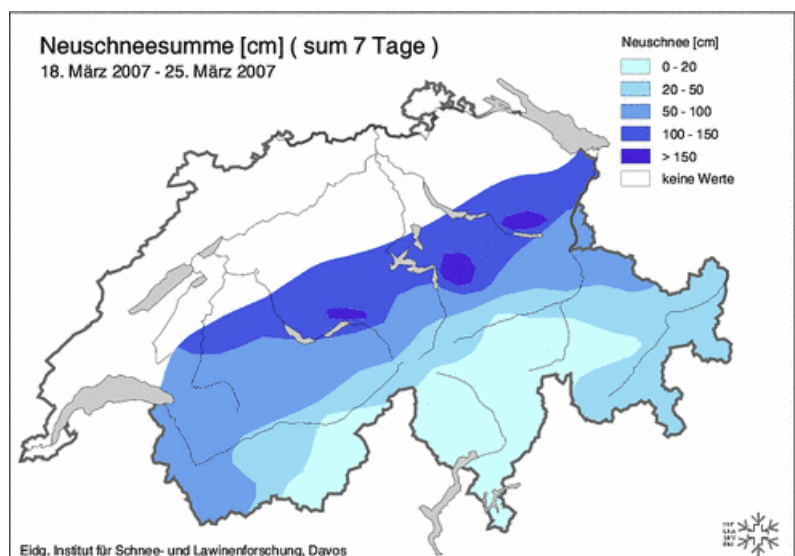 Neuschneesumme [cm] ( sum 7 Tage )
18. März 2007 - 25. März 2007
Neuschnee [cm]
0 - 20
20 - 50
50 - 100
100 - 150
> 150
keine Werte
Eidg. Institut für Schnee- und Lawinenforschung, Davos